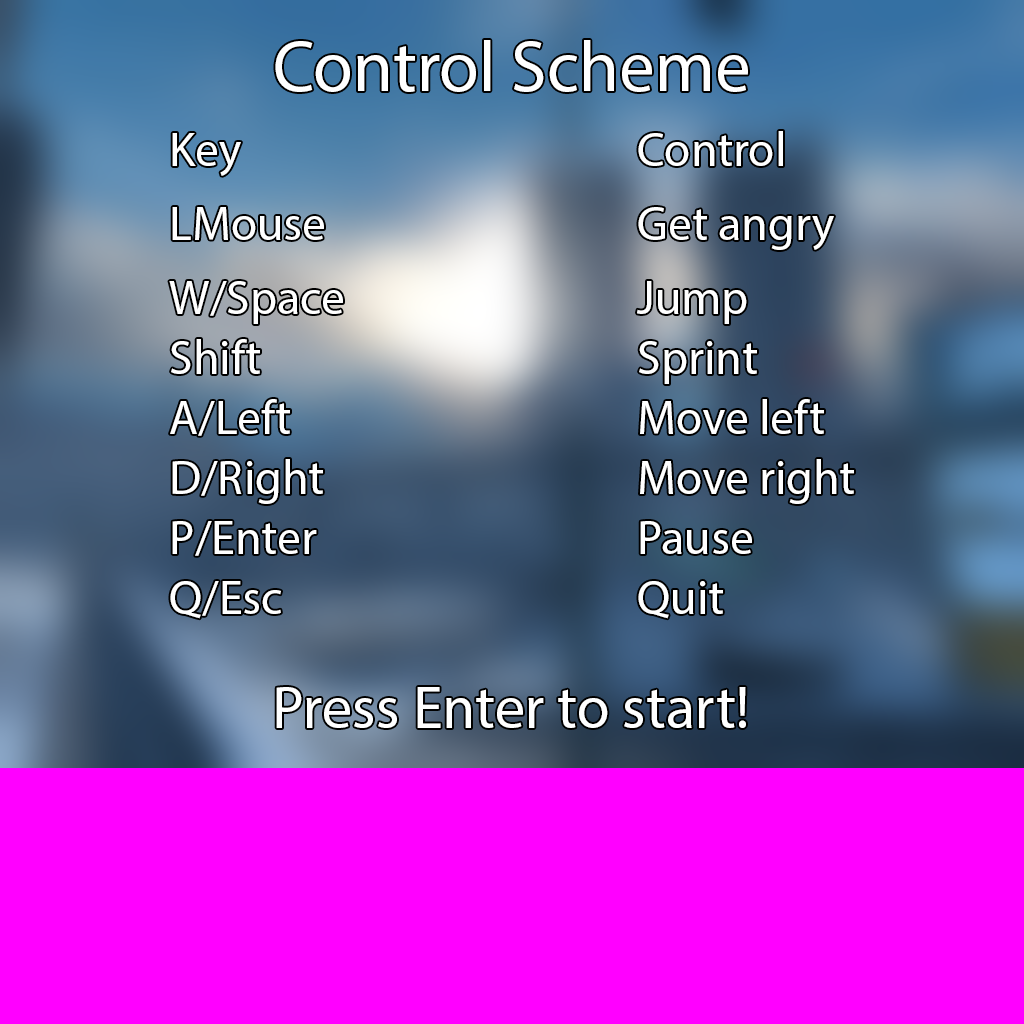 Control Scheme
Key Control
LMouse Get angry
W/Space Jump
Shift Sprint
A/Left Move left
D/Right Move right
P/Enter Pause
Q/Esc Quit
Press Enter to start!